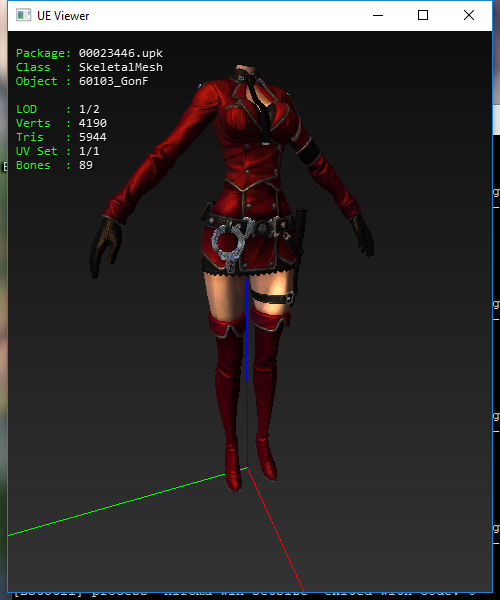 UE Viewer
Package: 00023446.upk
Class : SkeletalMesh
Object : 60103_GonF
LOD : 1/2
Verts : 4190
Tris : 5944
UV Set : 1/1
Bones : 89